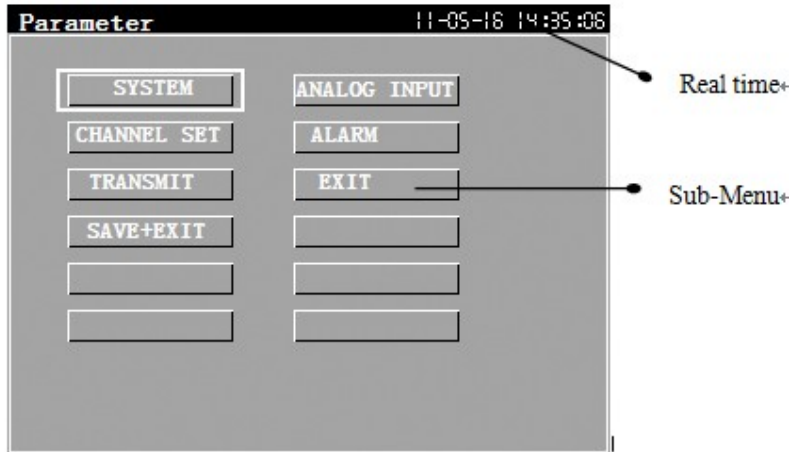 Parameter 11-05-16 14:35:06
Real time
SYSTEM ANALOG INPUT
CHANNEL SET ALARM
TRANSMIT EXIT
Sub-Menu
SAVE+EXIT